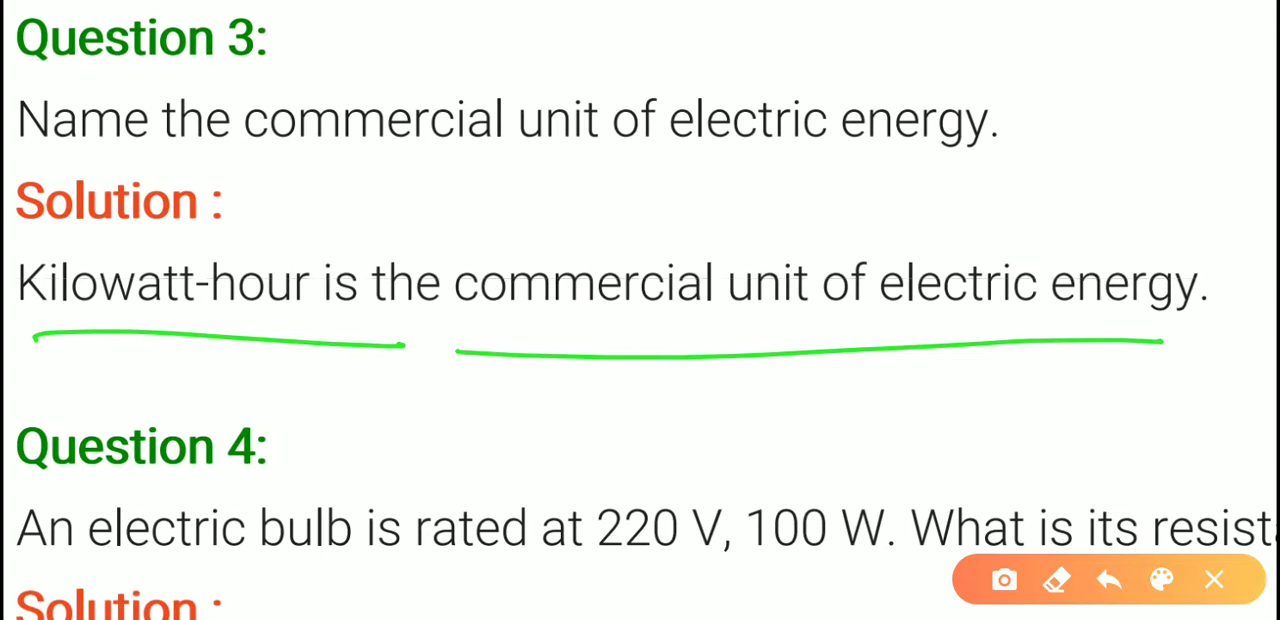 Question 3:
Name the commercial unit of electric energy.
Solution :
Kilowatt-hour is the commercial unit of electric energy.
Question 4:
An electric bulb is rated at 220 V, 100 W. What is its resist
Solution :